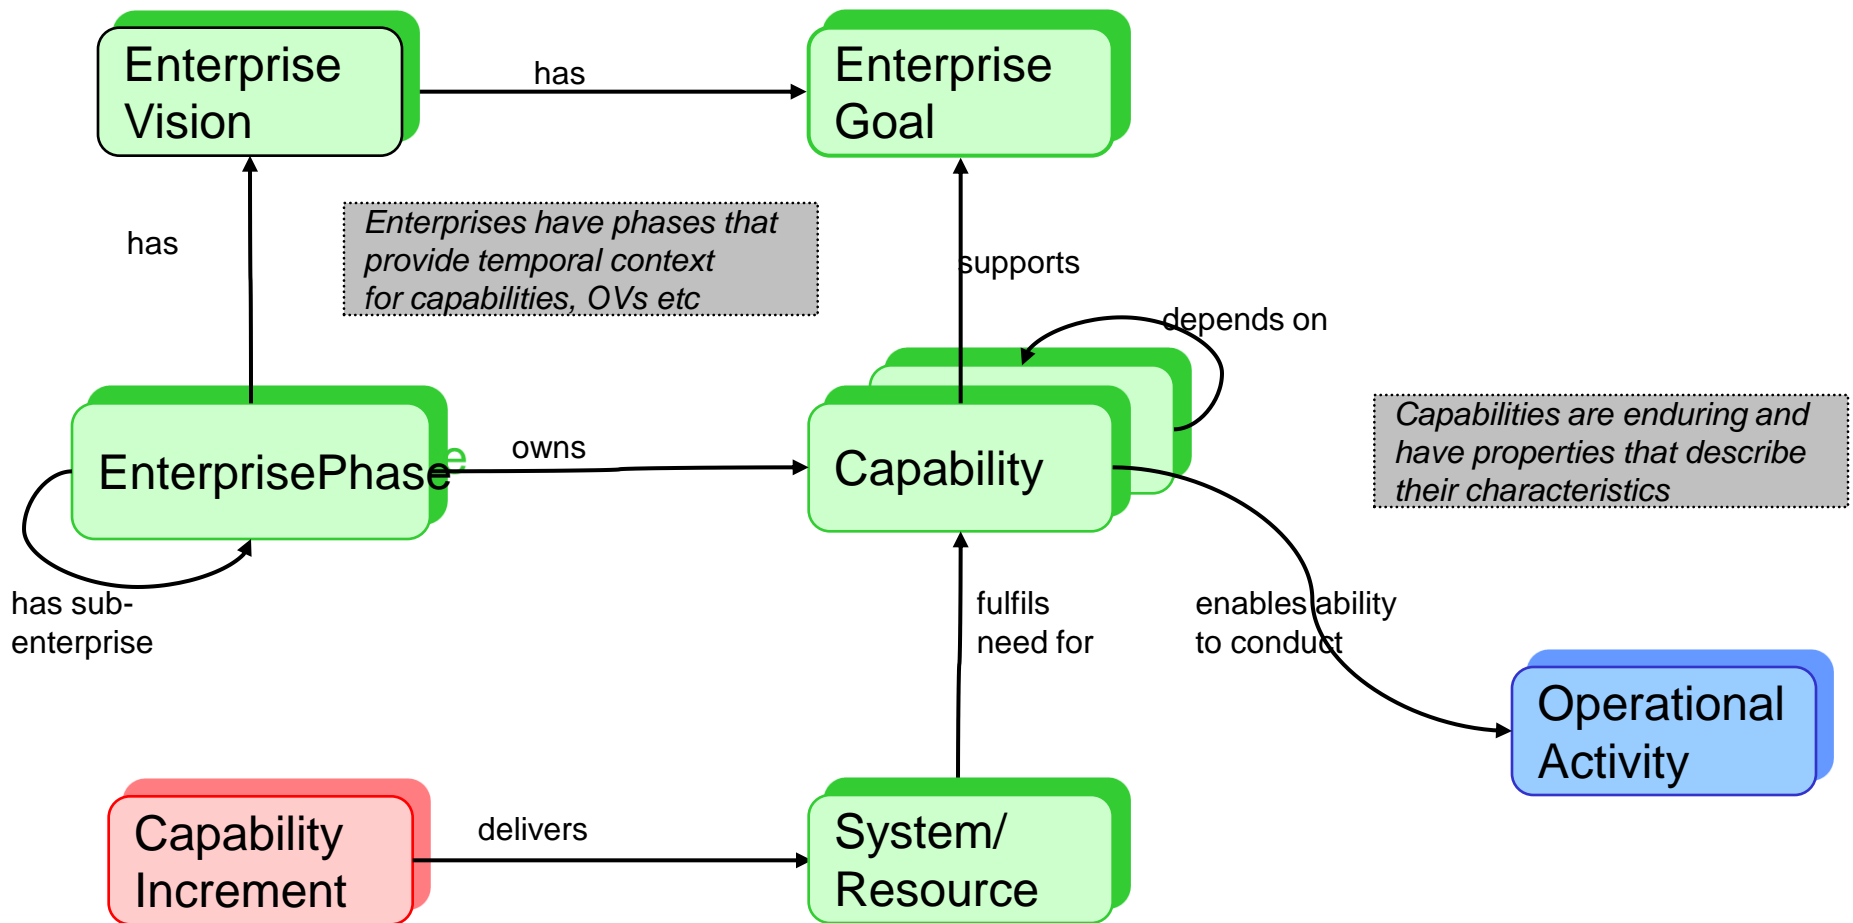 Enterprise
Vision
has
Enterprise
Goal
has
Enterprises have phases that
provide temporal context
for capabilities, OVs etc
supports
depends on
EnterprisePhase
owns
Capability
Capabilities are enduring and
have properties that describe
their characteristics
has sub-
enterprise
fulfils
need for
enables ability
to conduct
Operational
Activity
Capability
Increment
delivers
System/
Resource